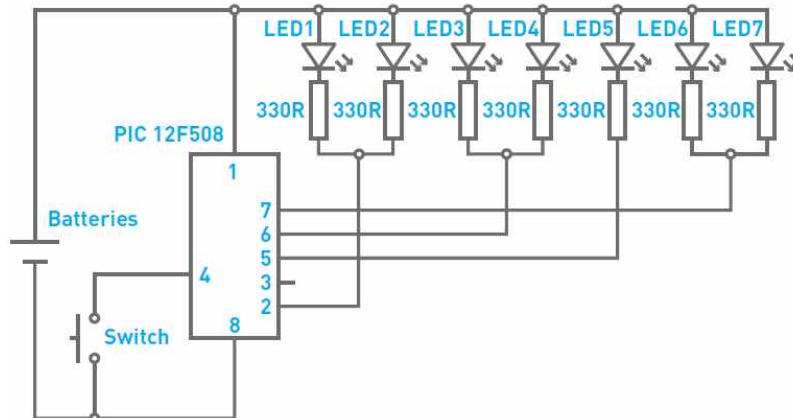 LED1 LED2 LED3 LED4 LED5 LED6 LED7
330R 330R 330R 330R 330R 330R 330R
PIC 12F508
1
7
Batteries
6
5
4
3
2
8
Switch